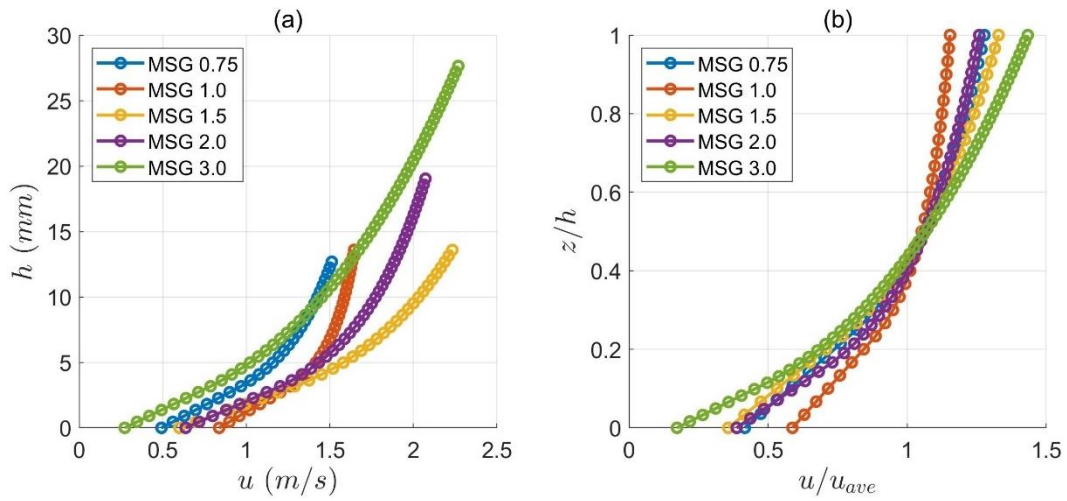 (a)
30
25
20
15
10
5
0
h (mm)
MSG 0.75
MSG 1.0
MSG 1.5
MSG 2.0
MSG 3.0
0 0.5 1 1.5 2 2.5
u (m/s)
(b)
1
0.8
0.6
0.4
0.2
0
z/h
MSG 0.75
MSG 1.0
MSG 1.5
MSG 2.0
MSG 3.0
0 0.5 1 1.5
u/u_{ave}